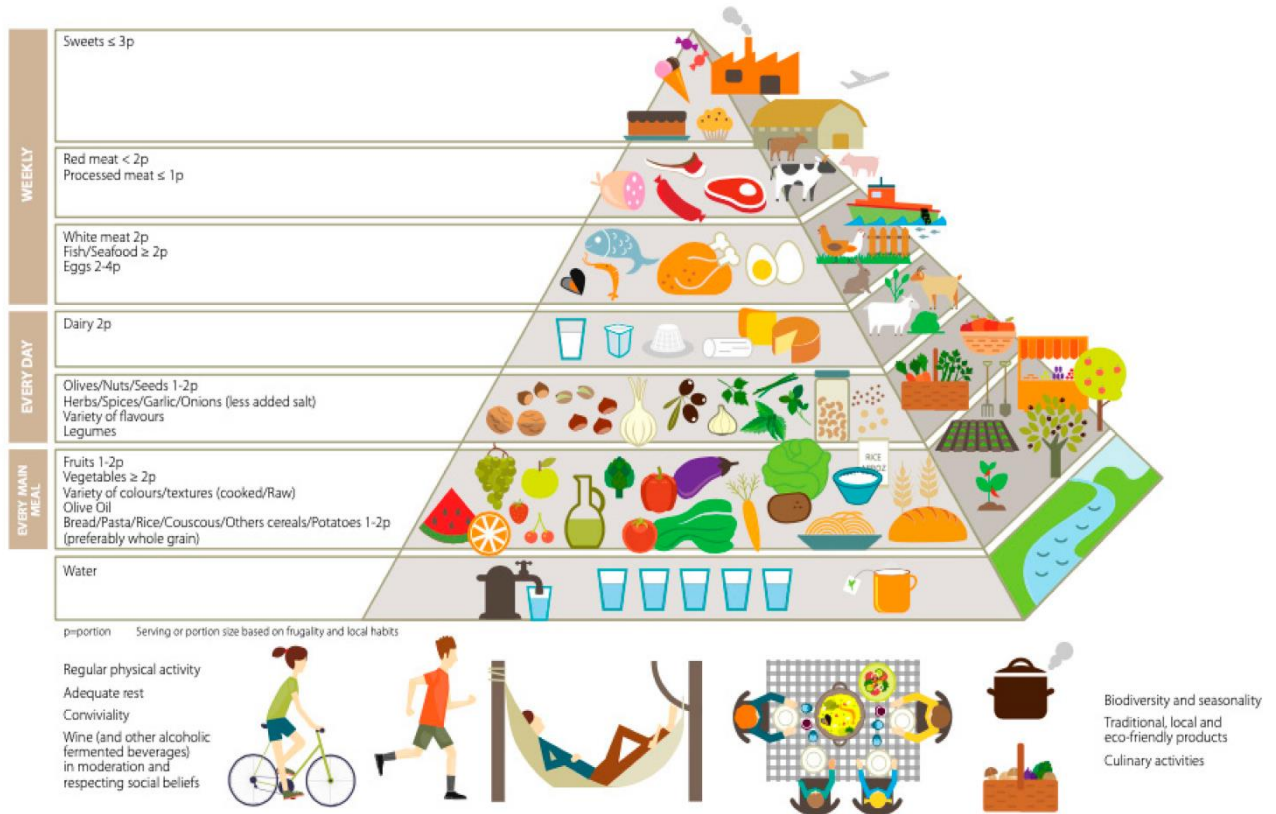 Sweets ≤ 3p
WEEKLY
Red meat < 2p
Processed meat ≤ 1p
White meat 2p
Fish/Seafood ≥ 2p
Eggs 2-4p
EVERY DAY
Dairy 2p
Olives/Nuts/Seeds 1-2p
Herbs/Spices/Garlic/Onions (less added salt)
Variety of flavours
Legumes
EVERY MAIN
MEAL
Fruits 1-2p
Vegetables ≥ 2p
Variety of colours/textures (cooked/Raw)
Olive Oil
Bread/Pasta/Rice/Couscous/Others cereals/Potatoes 1-2p
(preferably whole grain)
RICE
Water
p=portion Serving or portion size based on frugality and local habits
Regular physical activity
Adequate rest
Conviviality
Wine (and other alcoholic
fermented beverages)
in moderation and
respecting social beliefs
Biodiversity and seasonality
Traditional, local and
eco-friendly products
Culinary activities